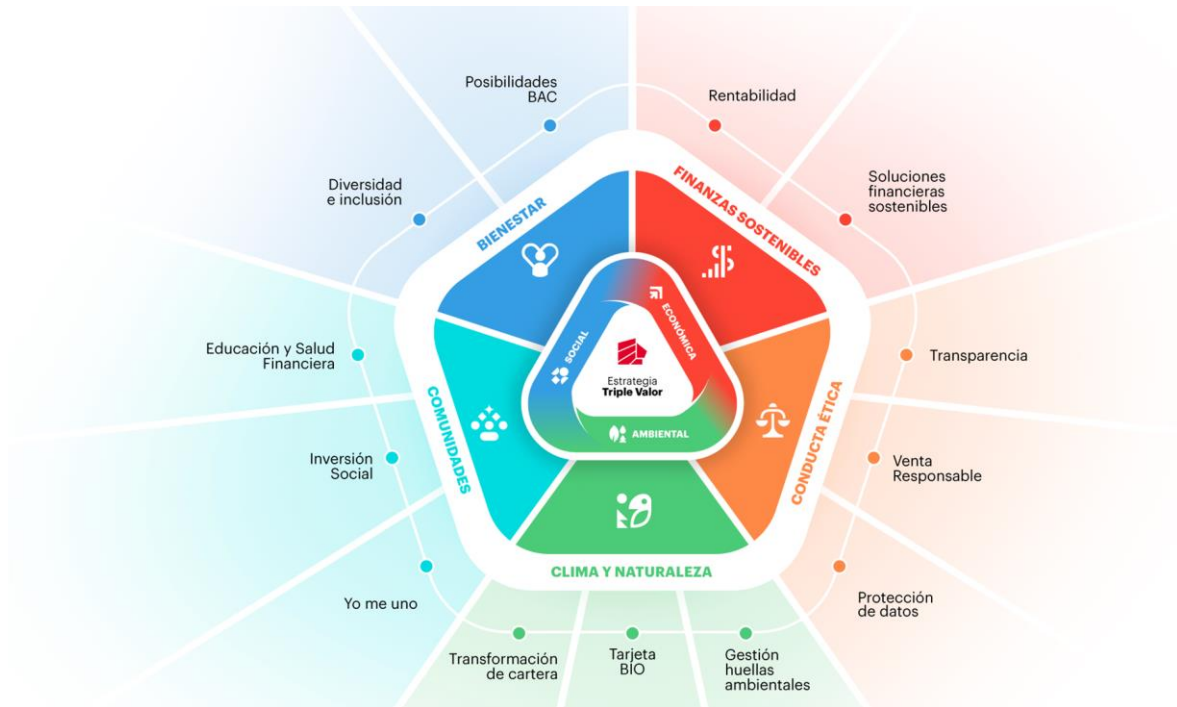 Posibilidades
BAC
Rentabilidad
Diversidad
e inclusión
Soluciones
financieras
sostenibles
BIENESTAR
FINANZAS SOSTENIBLES
SOCIAL
ECONÓMICA
Estrategia
Triple Valor
AMBIENTAL
Educación y Salud
Financiera
Transparencia
COMUNIDADES
CONDUCTA ÉTICA
Inversión
Social
Venta
Responsable
CLIMA Y NATURALEZA
Yo me uno
Protección
de datos
Transformación
de cartera
Tarjeta
BIO
Gestión
huellas
ambientales